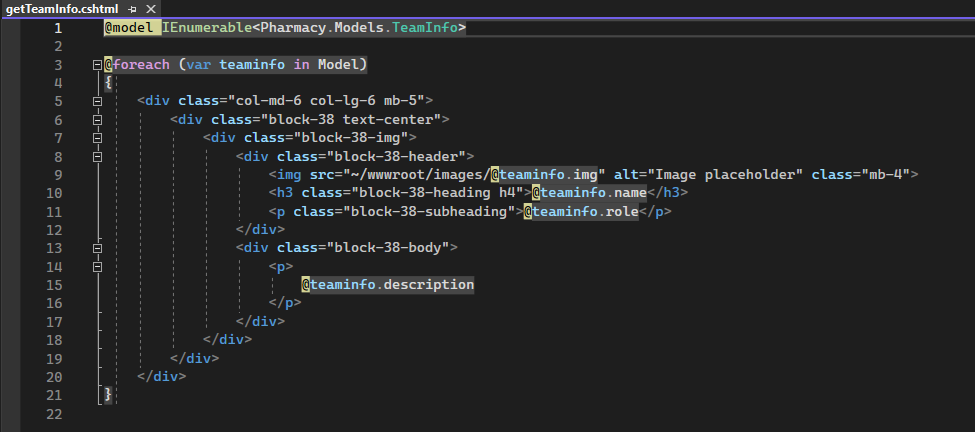 getTeamInfo.cshtml
1 @model IEnumerable<Pharmacy.Models.TeamInfo>
2
3 @foreach (var teaminfo in Model)
4 {
5 <div class="col-md-6 col-lg-6 mb-5">
6 <div class="block-38 text-center">
7 <div class="block-38-img">
8 <div class="block-38-header">
9 <img src="~/wwwroot/images/@teaminfo.img" alt="Image placeholder" class="mb-4">
10 <h3 class="block-38-heading h4">@teaminfo.name</h3>
11 <p class="block-38-subheading">@teaminfo.role</p>
12 </div>
13 <div class="block-38-body">
14 <p>
15 @teaminfo.description
16 </p>
17 </div>
18 </div>
19 </div>
20 </div>
21 }
22